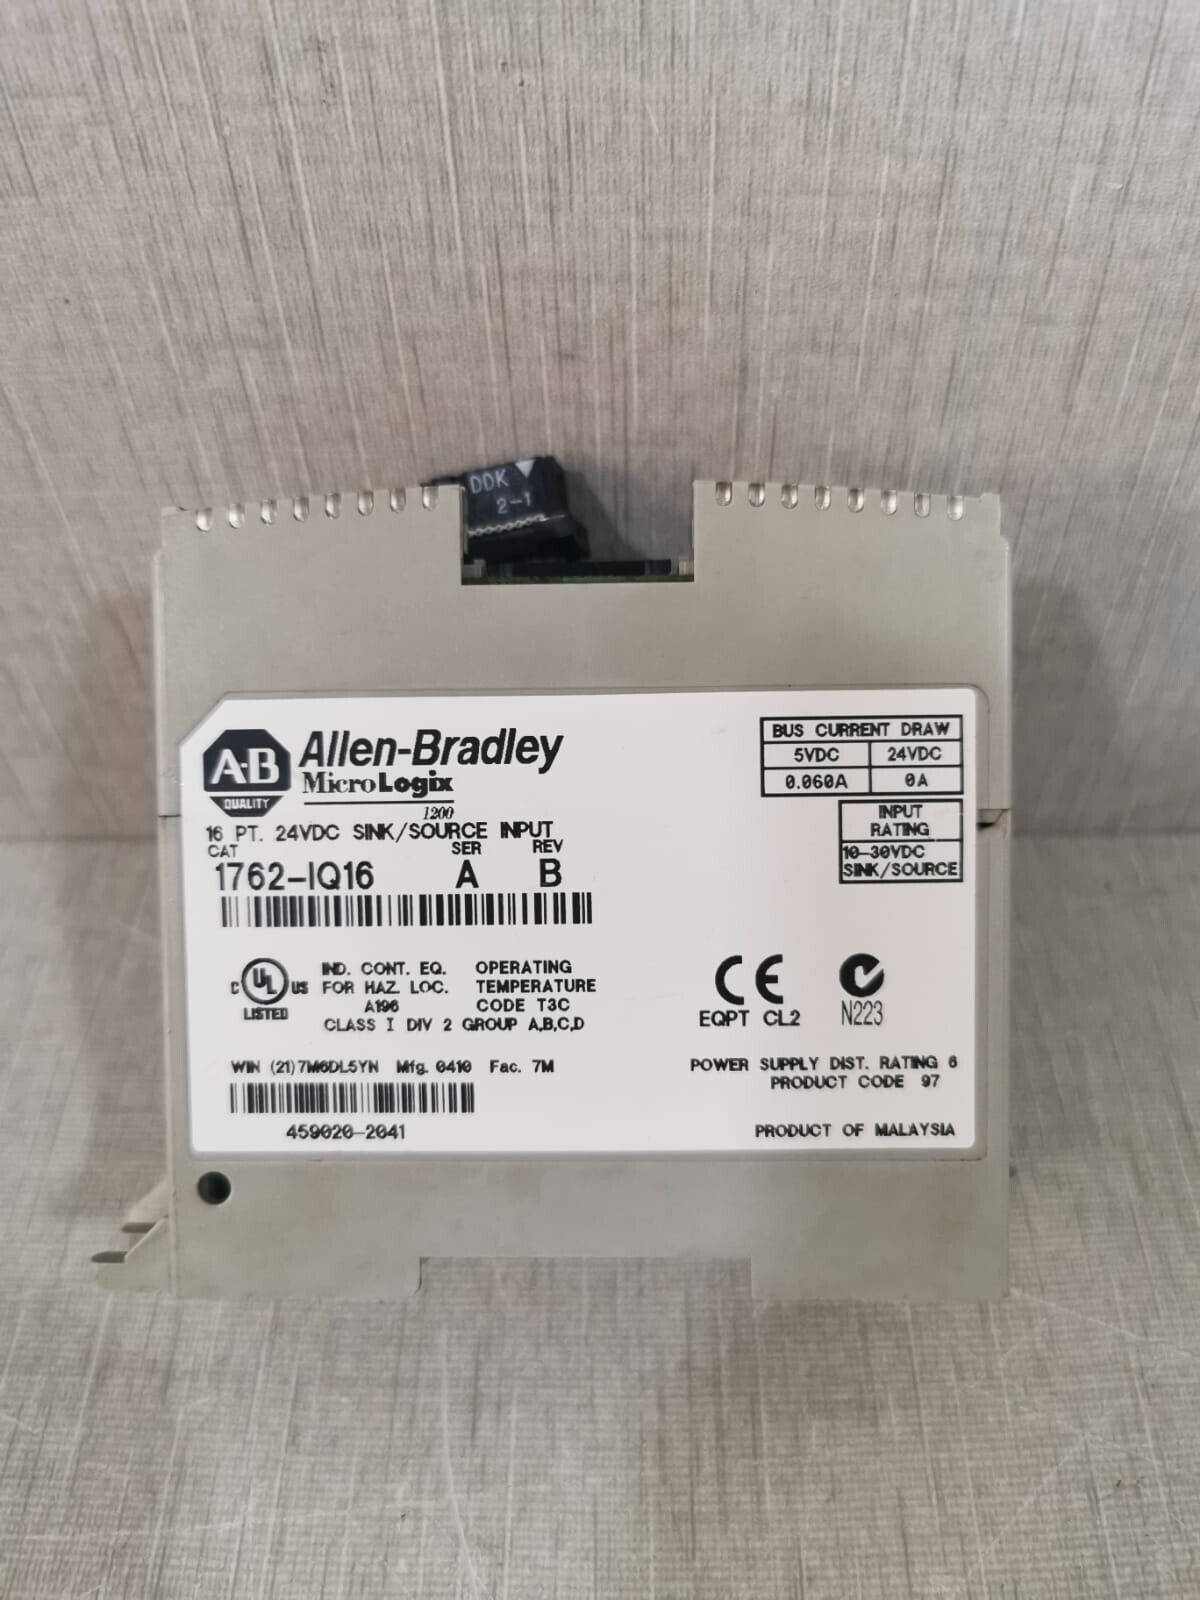 DDK
2-1
A-B
QUALITY
Allen-Bradley
MicroLogix
1200
BUS CURRENT DRAW
5VDC 24VDC
0.060A 0A
INPUT
RATING
10-30VDC
SINK/SOURCE
16 PT. 24VDC SINK/SOURCE INPUT
CAT SER REV
1762-IQ16 A B
C UL US
LISTED
IND. CONT. EQ.
FOR HAZ. LOC.
A196
OPERATING
TEMPERATURE
CODE T3C
CLASS I DIV 2 GROUP A,B,C,D
CE
EQPT CL2
N223
WIN (21)7M6DL5YN Mfg. 0410 Fac. 7M
459020-2041
POWER SUPPLY DIST. RATING 6
PRODUCT CODE 97
PRODUCT OF MALAYSIA